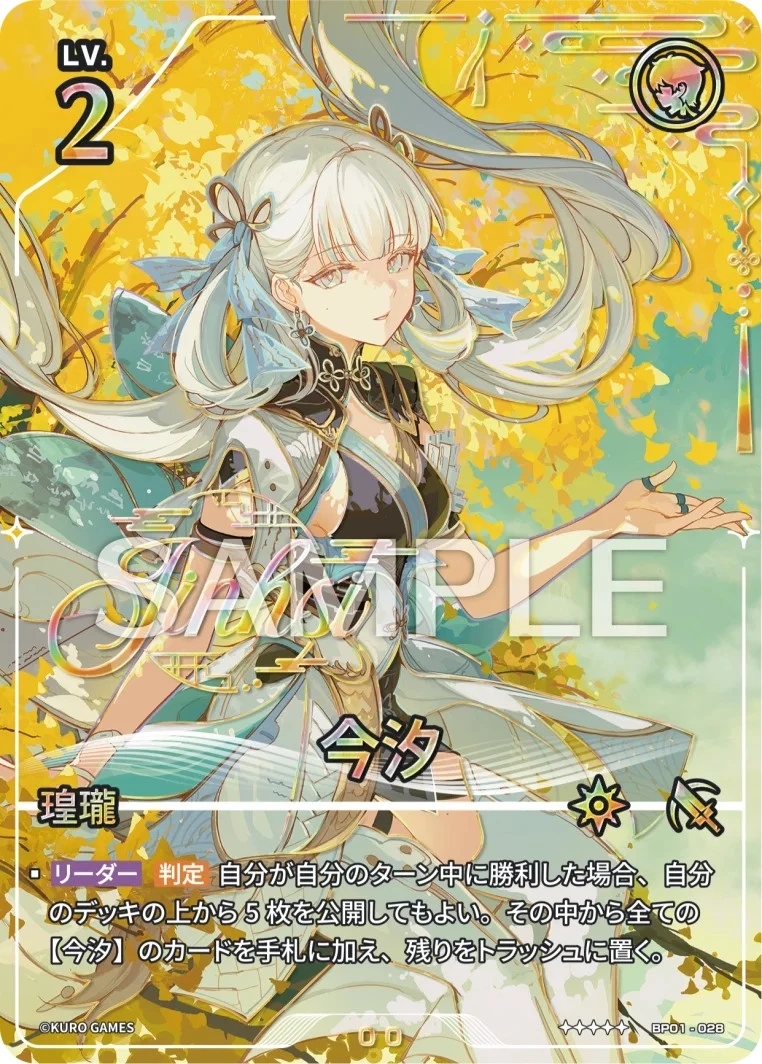 LV.
2
SAMPLE
Jinhsi
今汐
瑝瓏
▪ リーダー 判定 自分が自分のターン中に勝利した場合、自分
のデッキの上から5枚を公開してもよい。その中から全ての
【今汐】のカードを手札に加え、残りをトラッシュに置く。
©KURO GAMES
00
BP01-028